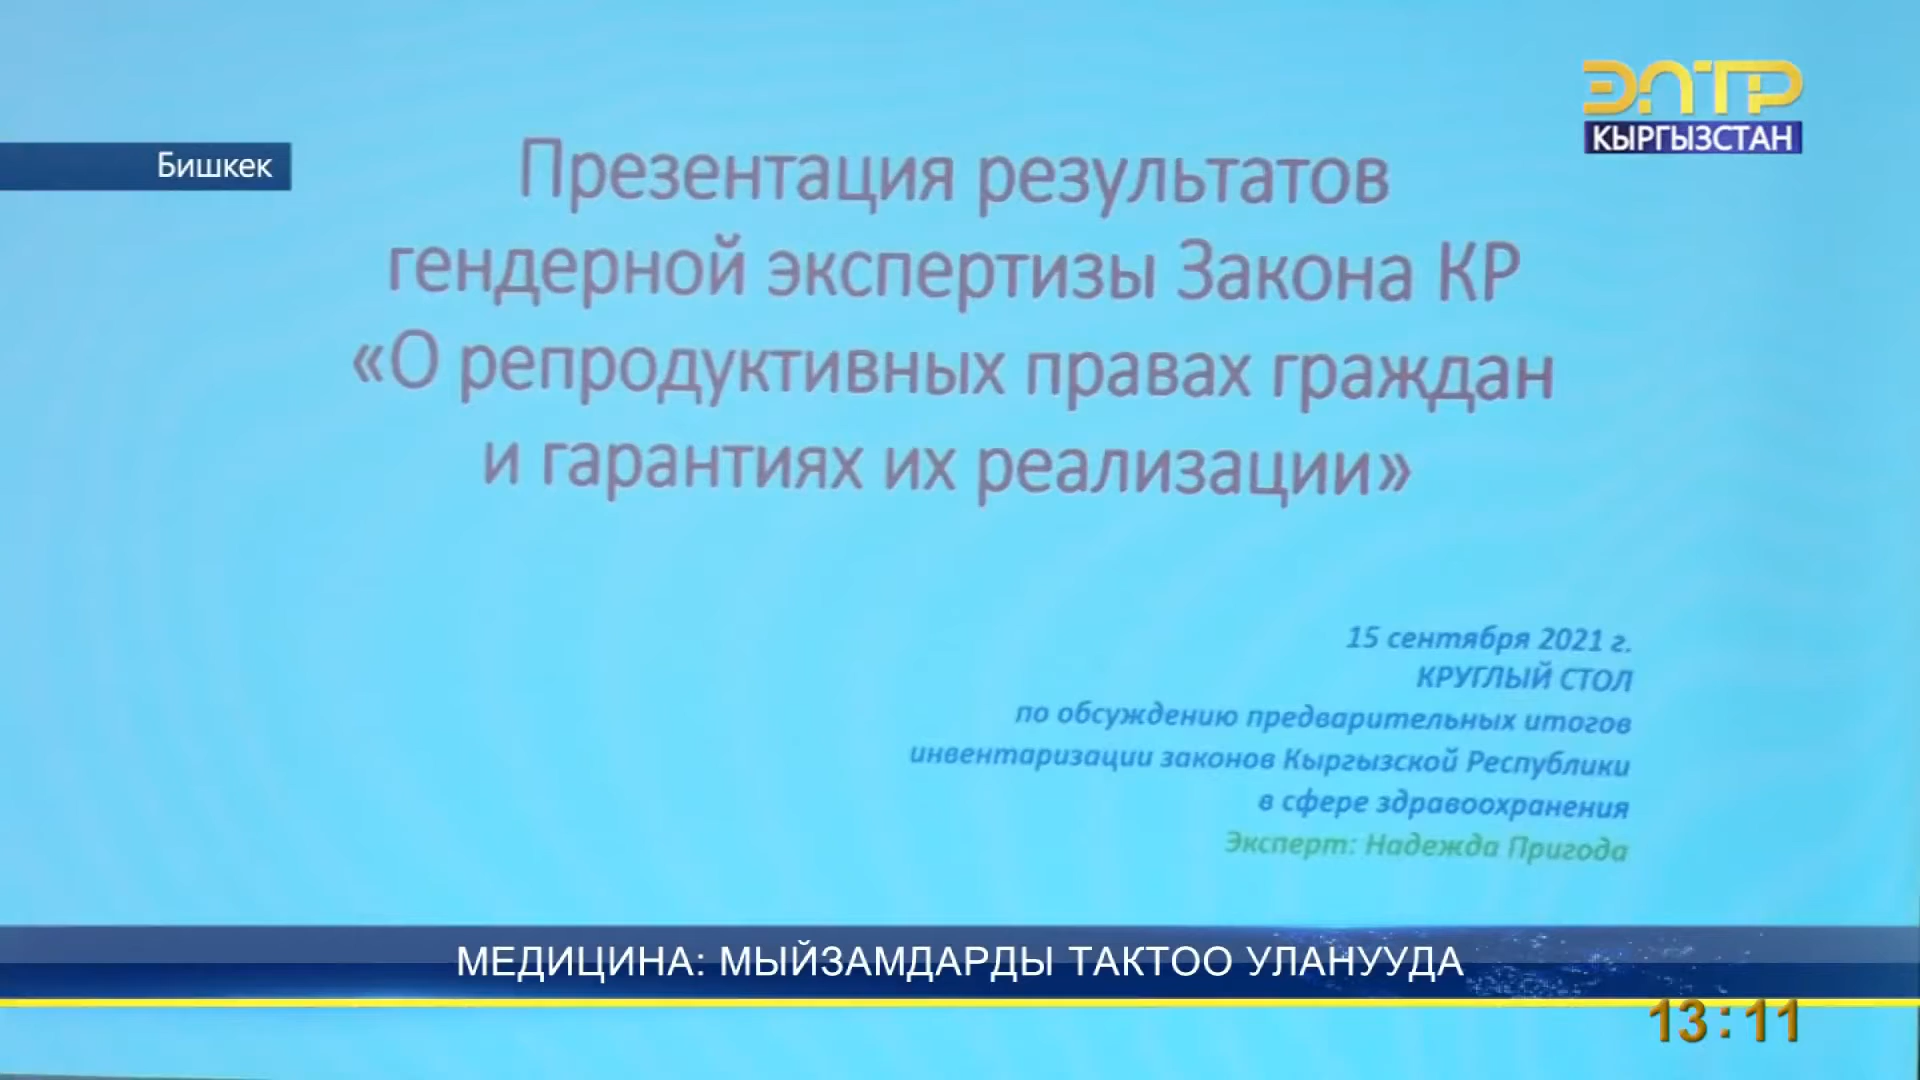 ЭЛТР
КЫРГЫЗСТАН
Бишкек
Презентация результатов
гендерной экспертизы Закона КР
«О репродуктивных правах граждан
и гарантиях их реализации»
15 сентября 2021 г.
КРУГЛЫЙ СТОЛ
по обсуждению предварительных итогов
инвентаризации законов Кыргызской Республики
в сфере здравоохранения
Эксперт: Надежда Пригода
МЕДИЦИНА: МЫЙЗАМДАРДЫ ТАКТОО УЛАНУУДА
13:11